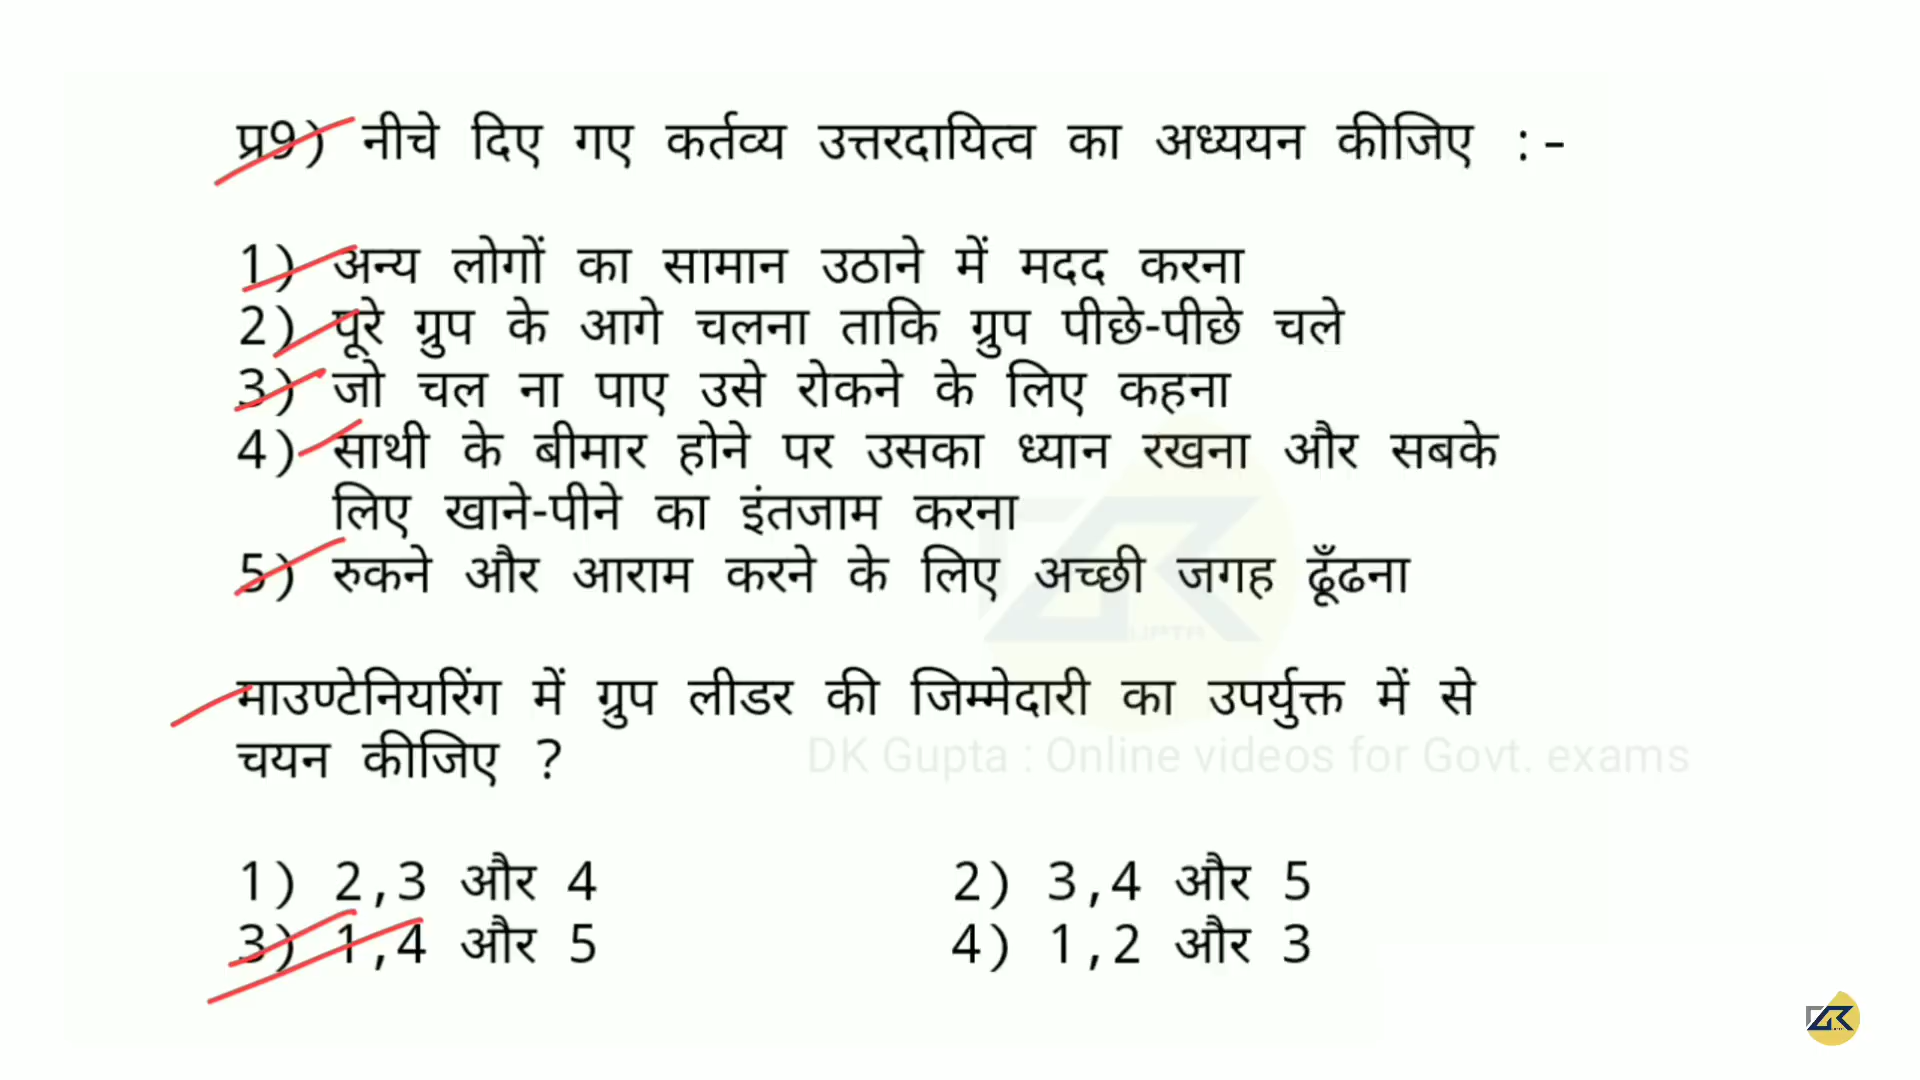 प्र9) नीचे दिए गए कर्तव्य उत्तरदायित्व का अध्ययन कीजिए :-
1) अन्य लोगों का सामान उठाने में मदद करना
2) पूरे ग्रुप के आगे चलना ताकि ग्रुप पीछे-पीछे चले
3) जो चल ना पाए उसे रोकने के लिए कहना
4) साथी के बीमार होने पर उसका ध्यान रखना और सबके
लिए खाने-पीने का इंतजाम करना
5) रुकने और आराम करने के लिए अच्छी जगह ढूँढना
माउण्टेनियरिंग में ग्रुप लीडर की जिम्मेदारी का उपर्युक्त में से
चयन कीजिए ?
DK Gupta : Online videos for Govt. exams
1) 2,3 और 4 2) 3,4 और 5
3) 1,4 और 5 4) 1,2 और 3